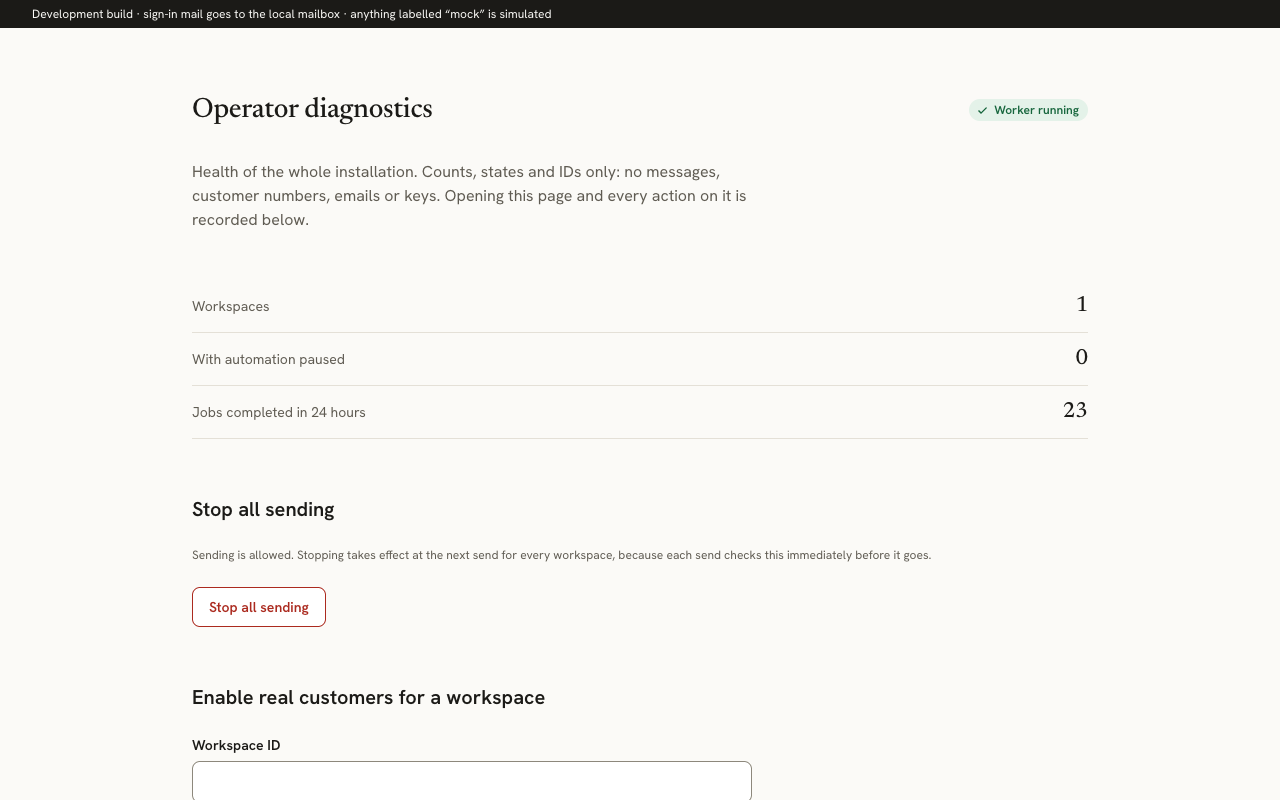 Development build · sign-in mail goes to the local mailbox · anything labelled “mock” is simulated
Operator diagnostics
Worker running
Health of the whole installation. Counts, states and IDs only: no messages,
customer numbers, emails or keys. Opening this page and every action on it is
recorded below.
Workspaces
1
With automation paused
0
Jobs completed in 24 hours
23
Stop all sending
Sending is allowed. Stopping takes effect at the next send for every workspace, because each send checks this immediately before it goes.
Stop all sending
Enable real customers for a workspace
Workspace ID